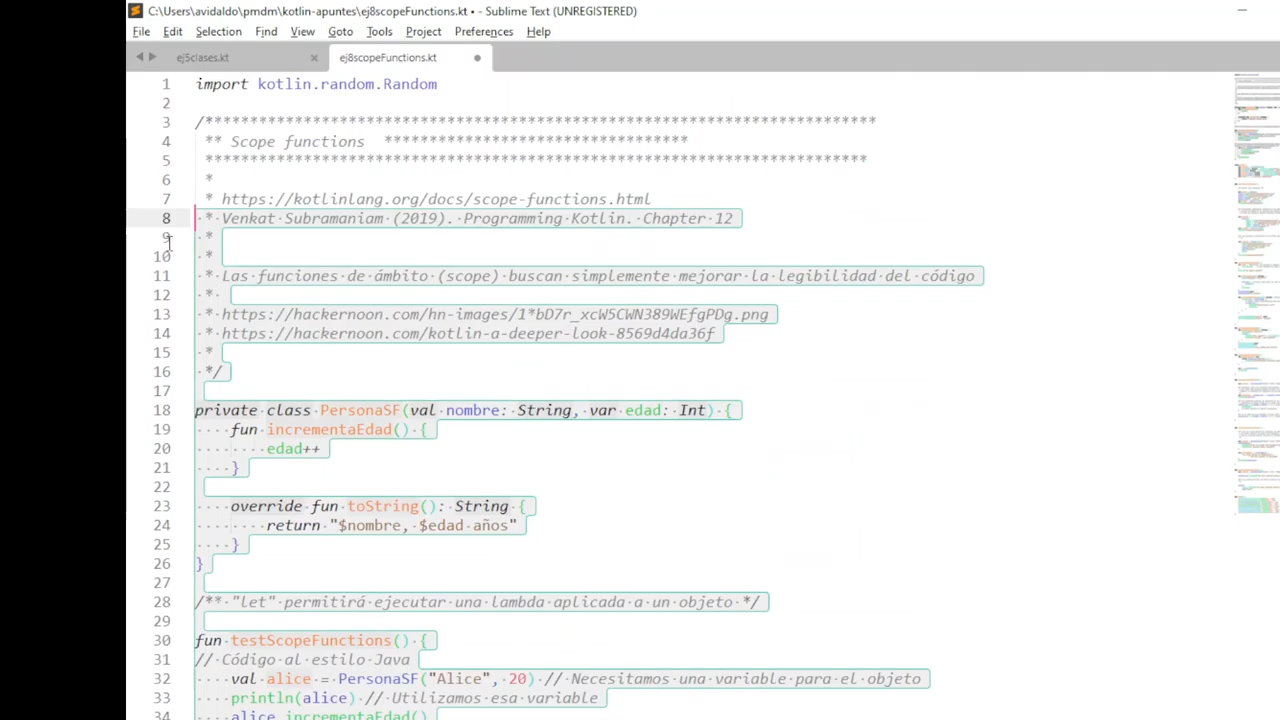 C:\Users\avidaldo\pmdm\kotlin-apuntes\ej8scopeFunctions.kt • - Sublime Text (UNREGISTERED)
File Edit Selection Find View Goto Tools Project Preferences Help
ej5clases.kt × ej8scopeFunctions.kt
1 import kotlin.random.Random
2
3 /***************************************************************************
4 ** Scope functions **********************************
5 **************************************************************************
6 *
7 * https://kotlinlang.org/docs/scope-functions.html
8 * Venkat Subramaniam (2019). Programming Kotlin. Chapter 12
9 *
10 *
11 * Las funciones de ámbito (scope) buscan simplemente mejorar la legibilidad del código
12 *
13 * https://hackernoon.com/hn-images/1*bD7r_xcW5CWN389WEfgPDg.png
14 * https://hackernoon.com/kotlin-a-deeper-look-8569d4da36f
15 *
16 */
17
18 private class PersonaSF(val nombre: String, var edad: Int) {
19 fun incrementaEdad() {
20 edad++
21 }
22
23 override fun toString(): String {
24 return "$nombre, $edad años"
25 }
26 }
27
28 /** "let" permitirá ejecutar una lambda aplicada a un objeto */
29
30 fun testScopeFunctions() {
31 // Código al estilo Java
32 val alice = PersonaSF("Alice", 20) // Necesitamos una variable para el objeto
33 println(alice) // Utilizamos esa variable
34 alice.incrementaEdad()